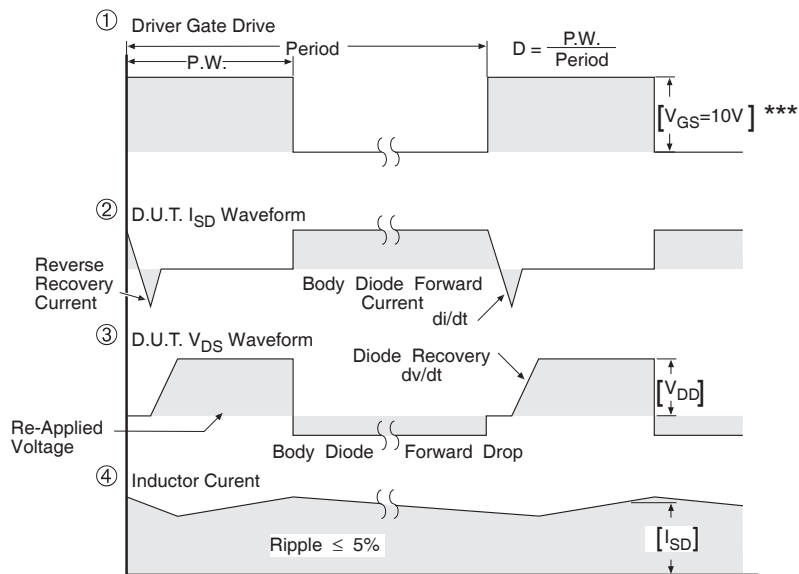 ① Driver Gate Drive
Period
P.W.
D = P.W. / Period
[VGS=10V] ***
② D.U.T. ISD Waveform
Reverse
Recovery
Current
Body Diode Forward
Current
di/dt
③ D.U.T. VDS Waveform
Diode Recovery
dv/dt
[VDD]
Re-Applied
Voltage
Body Diode Forward Drop
④ Inductor Curent
Ripple ≤ 5%
[ISD]